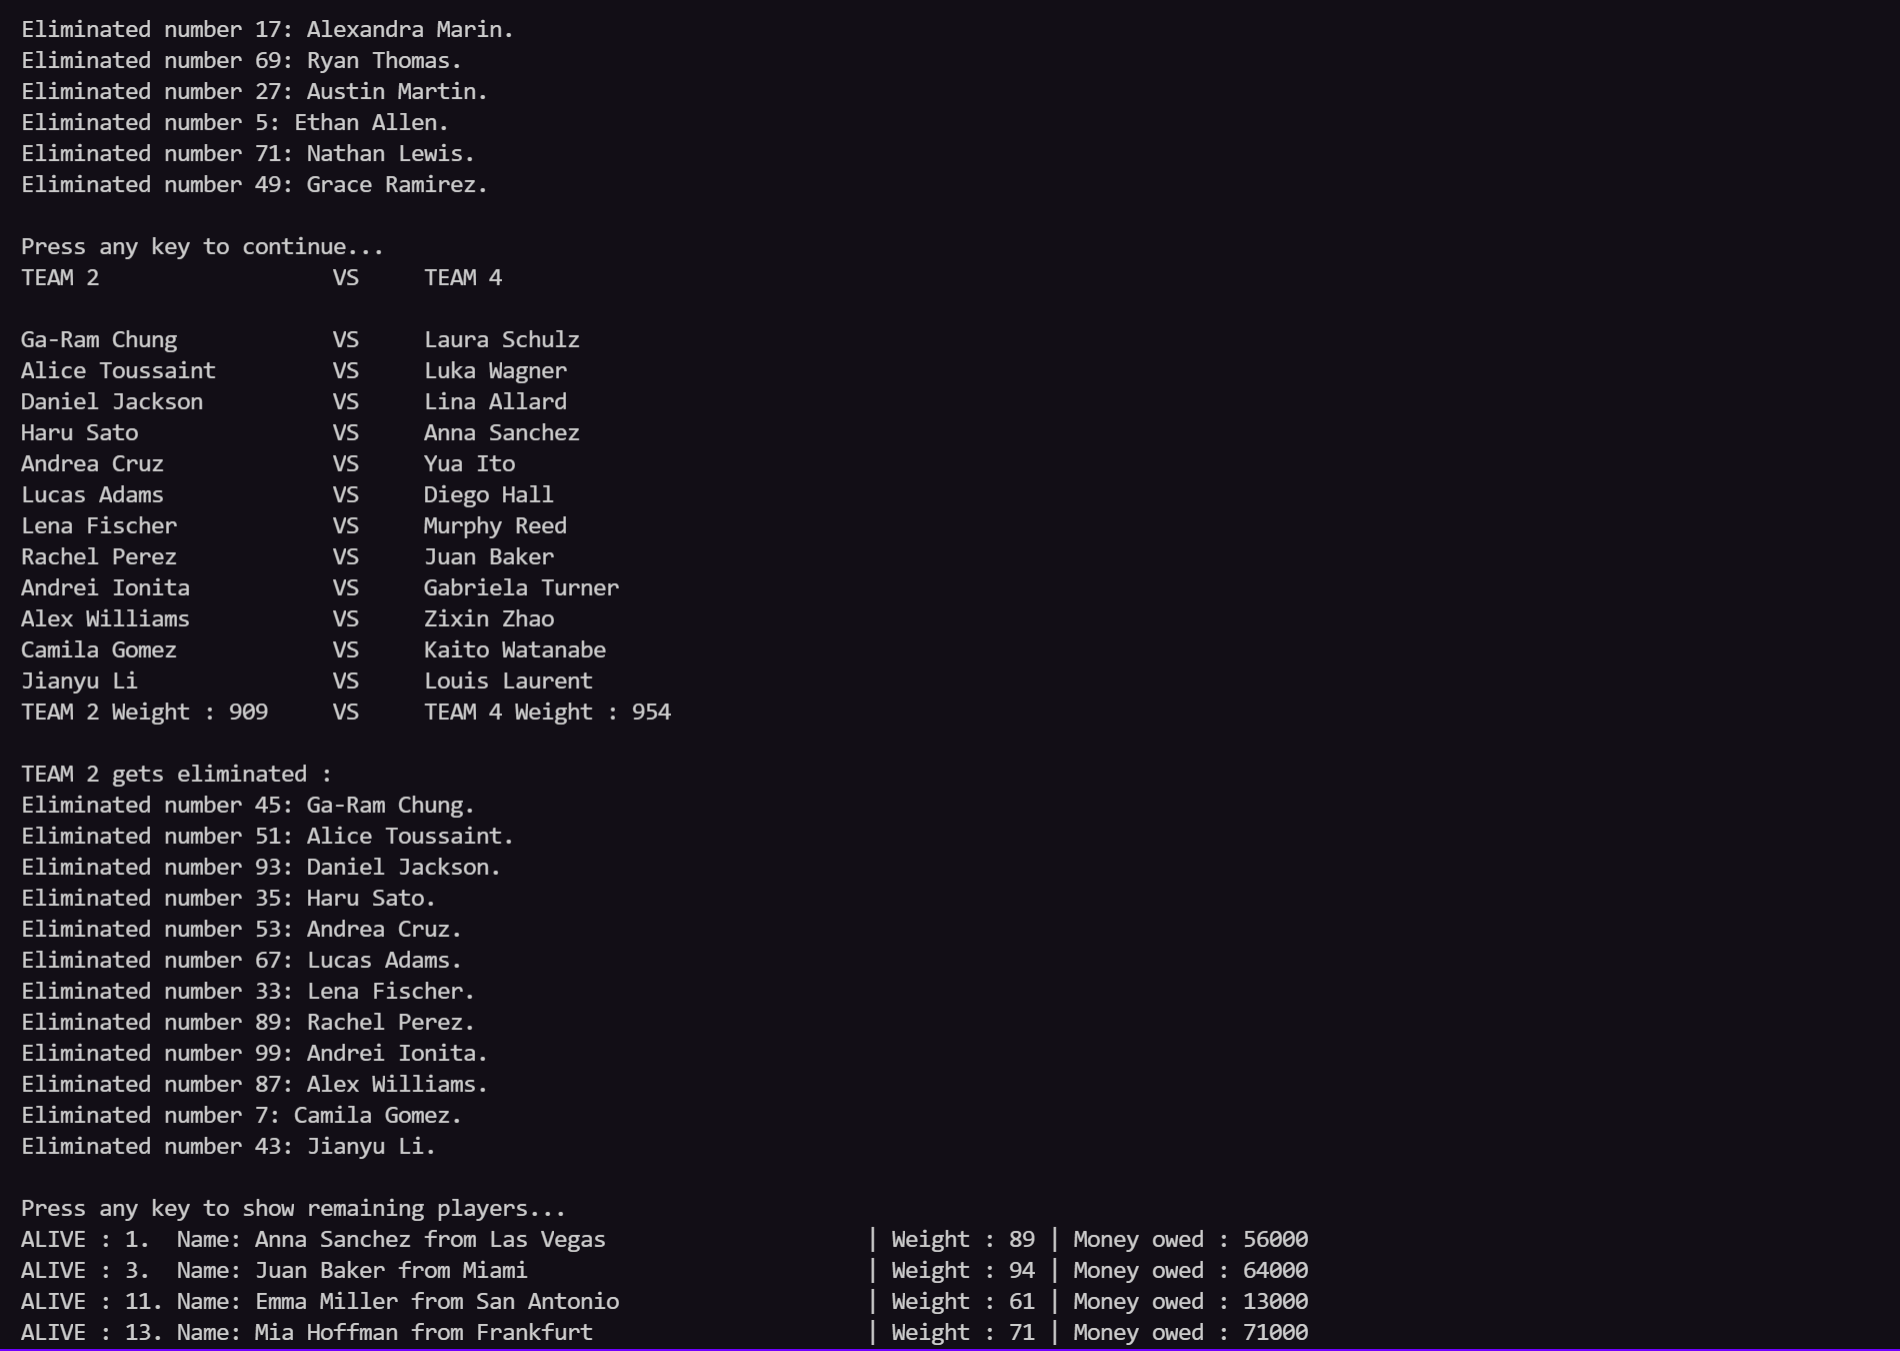 Eliminated number 17: Alexandra Marin.
Eliminated number 69: Ryan Thomas.
Eliminated number 27: Austin Martin.
Eliminated number 5: Ethan Allen.
Eliminated number 71: Nathan Lewis.
Eliminated number 49: Grace Ramirez.
Press any key to continue...
TEAM 2 VS TEAM 4
Ga-Ram Chung VS Laura Schulz
Alice Toussaint VS Luka Wagner
Daniel Jackson VS Lina Allard
Haru Sato VS Anna Sanchez
Andrea Cruz VS Yua Ito
Lucas Adams VS Diego Hall
Lena Fischer VS Murphy Reed
Rachel Perez VS Juan Baker
Andrei Ionita VS Gabriela Turner
Alex Williams VS Zixin Zhao
Camila Gomez VS Kaito Watanabe
Jianyu Li VS Louis Laurent
TEAM 2 Weight : 909 VS TEAM 4 Weight : 954
TEAM 2 gets eliminated :
Eliminated number 45: Ga-Ram Chung.
Eliminated number 51: Alice Toussaint.
Eliminated number 93: Daniel Jackson.
Eliminated number 35: Haru Sato.
Eliminated number 53: Andrea Cruz.
Eliminated number 67: Lucas Adams.
Eliminated number 33: Lena Fischer.
Eliminated number 89: Rachel Perez.
Eliminated number 99: Andrei Ionita.
Eliminated number 87: Alex Williams.
Eliminated number 7: Camila Gomez.
Eliminated number 43: Jianyu Li.
Press any key to show remaining players...
ALIVE : 1. Name: Anna Sanchez from Las Vegas | Weight : 89 | Money owed : 56000
ALIVE : 3. Name: Juan Baker from Miami | Weight : 94 | Money owed : 64000
ALIVE : 11. Name: Emma Miller from San Antonio | Weight : 61 | Money owed : 13000
ALIVE : 13. Name: Mia Hoffman from Frankfurt | Weight : 71 | Money owed : 71000